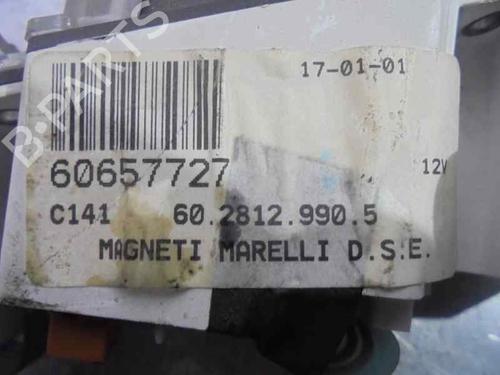 B-PARTS
17-01-01
60657727
12V
C141 60.2812.990.5
MAGNETI MARELLI D.S.E.